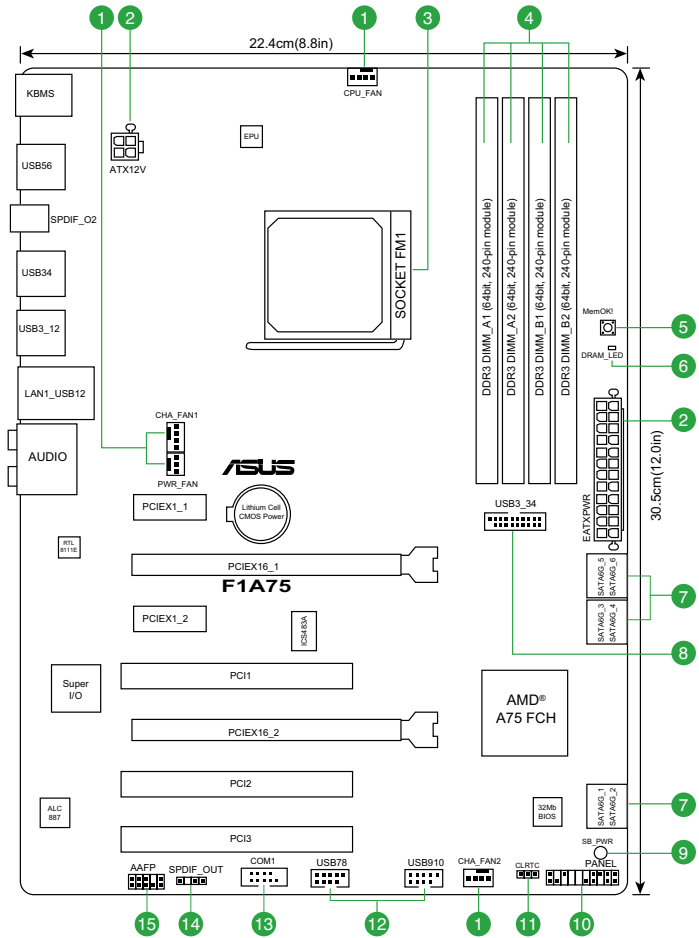 1
2
1
3
4
22.4cm(8.8in)
KBMS
CPU_FAN
EPU
ATX12V
USB56
SPDIF_O2
SOCKET FM1
DDR3 DIMM_A1 (64bit, 240-pin module)
DDR3 DIMM_A2 (64bit, 240-pin module)
DDR3 DIMM_B1 (64bit, 240-pin module)
DDR3 DIMM_B2 (64bit, 240-pin module)
USB34
MemOK!
5
USB3_12
DRAM_LED
6
LAN1_USB12
CHA_FAN1
2
AUDIO
30.5cm(12.0in)
ASUS
PWR_FAN
EATXPWR
PCIEX1_1
Lithium Cell
CMOS Power
USB3_34
RTL
8111E
PCIEX16_1
SATA6G_5
SATA6G_6
F1A75
7
SATA6G_3
SATA6G_4
PCIEX1_2
ICS483A
8
Super
I/O
PCI1
AMD®
A75 FCH
PCIEX16_2
PCI2
SATA6G_1
SATA6G_2
7
ALC
887
32Mb
BIOS
PCI3
SB_PWR
9
AAFP
SPDIF_OUT
COM1
USB78
USB910
CHA_FAN2
CLRTC
PANEL
15
14
13
12
1
11
10